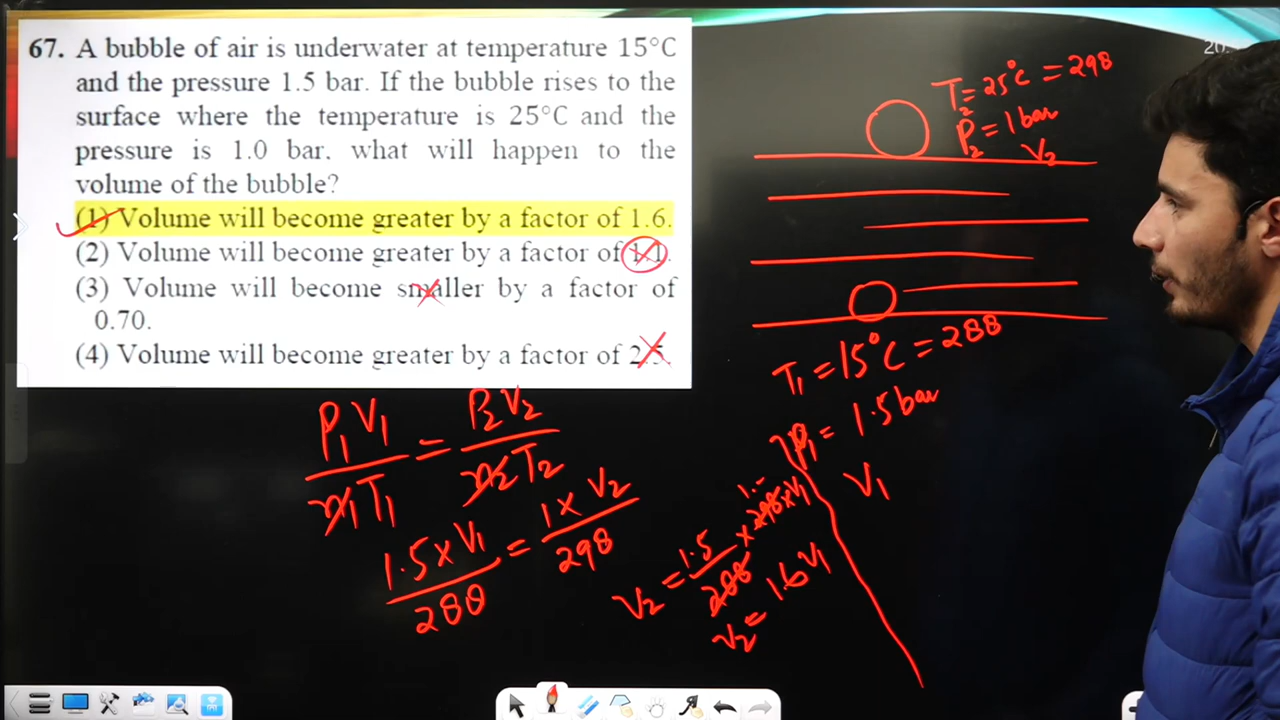 67. A bubble of air is underwater at temperature 15°C
and the pressure 1.5 bar. If the bubble rises to the
surface where the temperature is 25°C and the
pressure is 1.0 bar. what will happen to the
volume of the bubble?
(1) Volume will become greater by a factor of 1.6.
(2) Volume will become greater by a factor of 1.1.
(3) Volume will become smaller by a factor of
0.70.
(4) Volume will become greater by a factor of 2.5.
T₂ = 25°C = 298
P₂ = 1 bar
V₂
T₁ = 15°C = 288
P₁ = 1.5 bar
V₁
P₁V₁/n₁T₁ = P₂V₂/n₂T₂
1.5 × V₁/288 = 1 × V₂/298
V₂ = 1.5/288 × 298 × V₁
V₂ = 1.6V₁